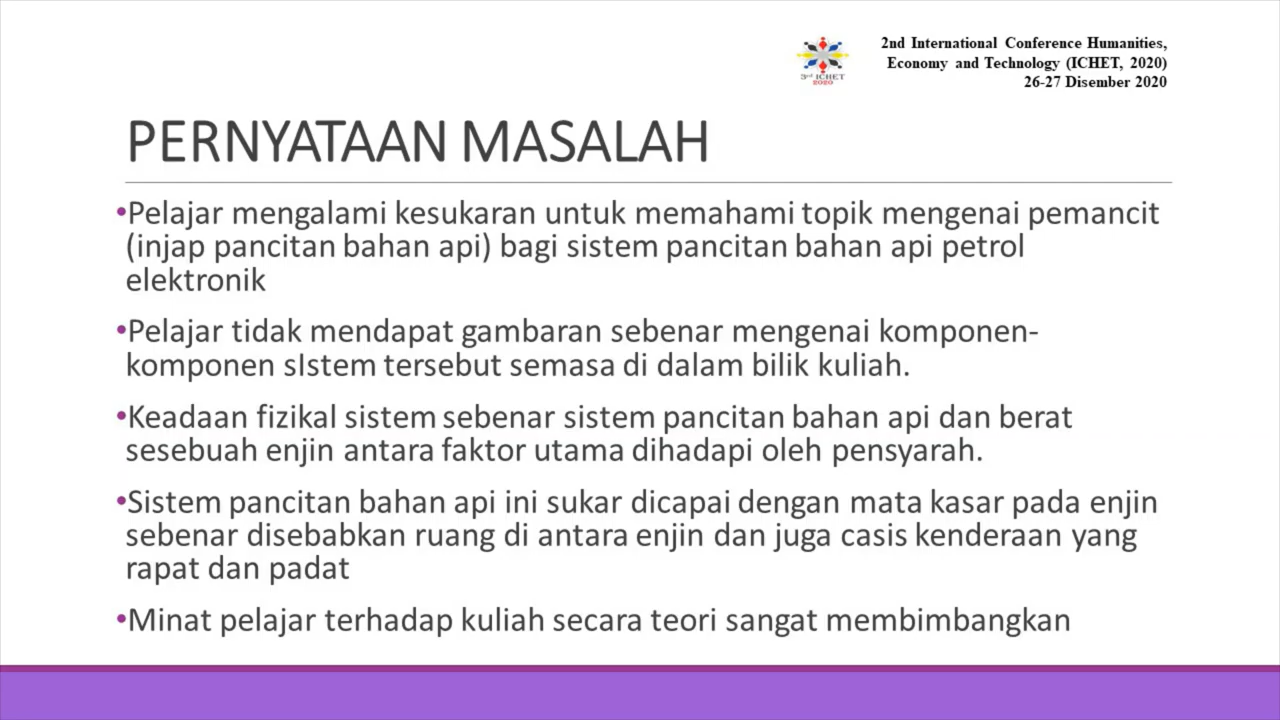 2nd International Conference Humanities,
Economy and Technology (ICHET, 2020)
26-27 Disember 2020
3rd ICHET
2020
PERNYATAAN MASALAH
•Pelajar mengalami kesukaran untuk memahami topik mengenai pemancit
(injap pancitan bahan api) bagi sistem pancitan bahan api petrol
elektronik
•Pelajar tidak mendapat gambaran sebenar mengenai komponen-
komponen sIstem tersebut semasa di dalam bilik kuliah.
•Keadaan fizikal sistem sebenar sistem pancitan bahan api dan berat
sesebuah enjin antara faktor utama dihadapi oleh pensyarah.
•Sistem pancitan bahan api ini sukar dicapai dengan mata kasar pada enjin
sebenar disebabkan ruang di antara enjin dan juga casis kenderaan yang
rapat dan padat
•Minat pelajar terhadap kuliah secara teori sangat membimbangkan